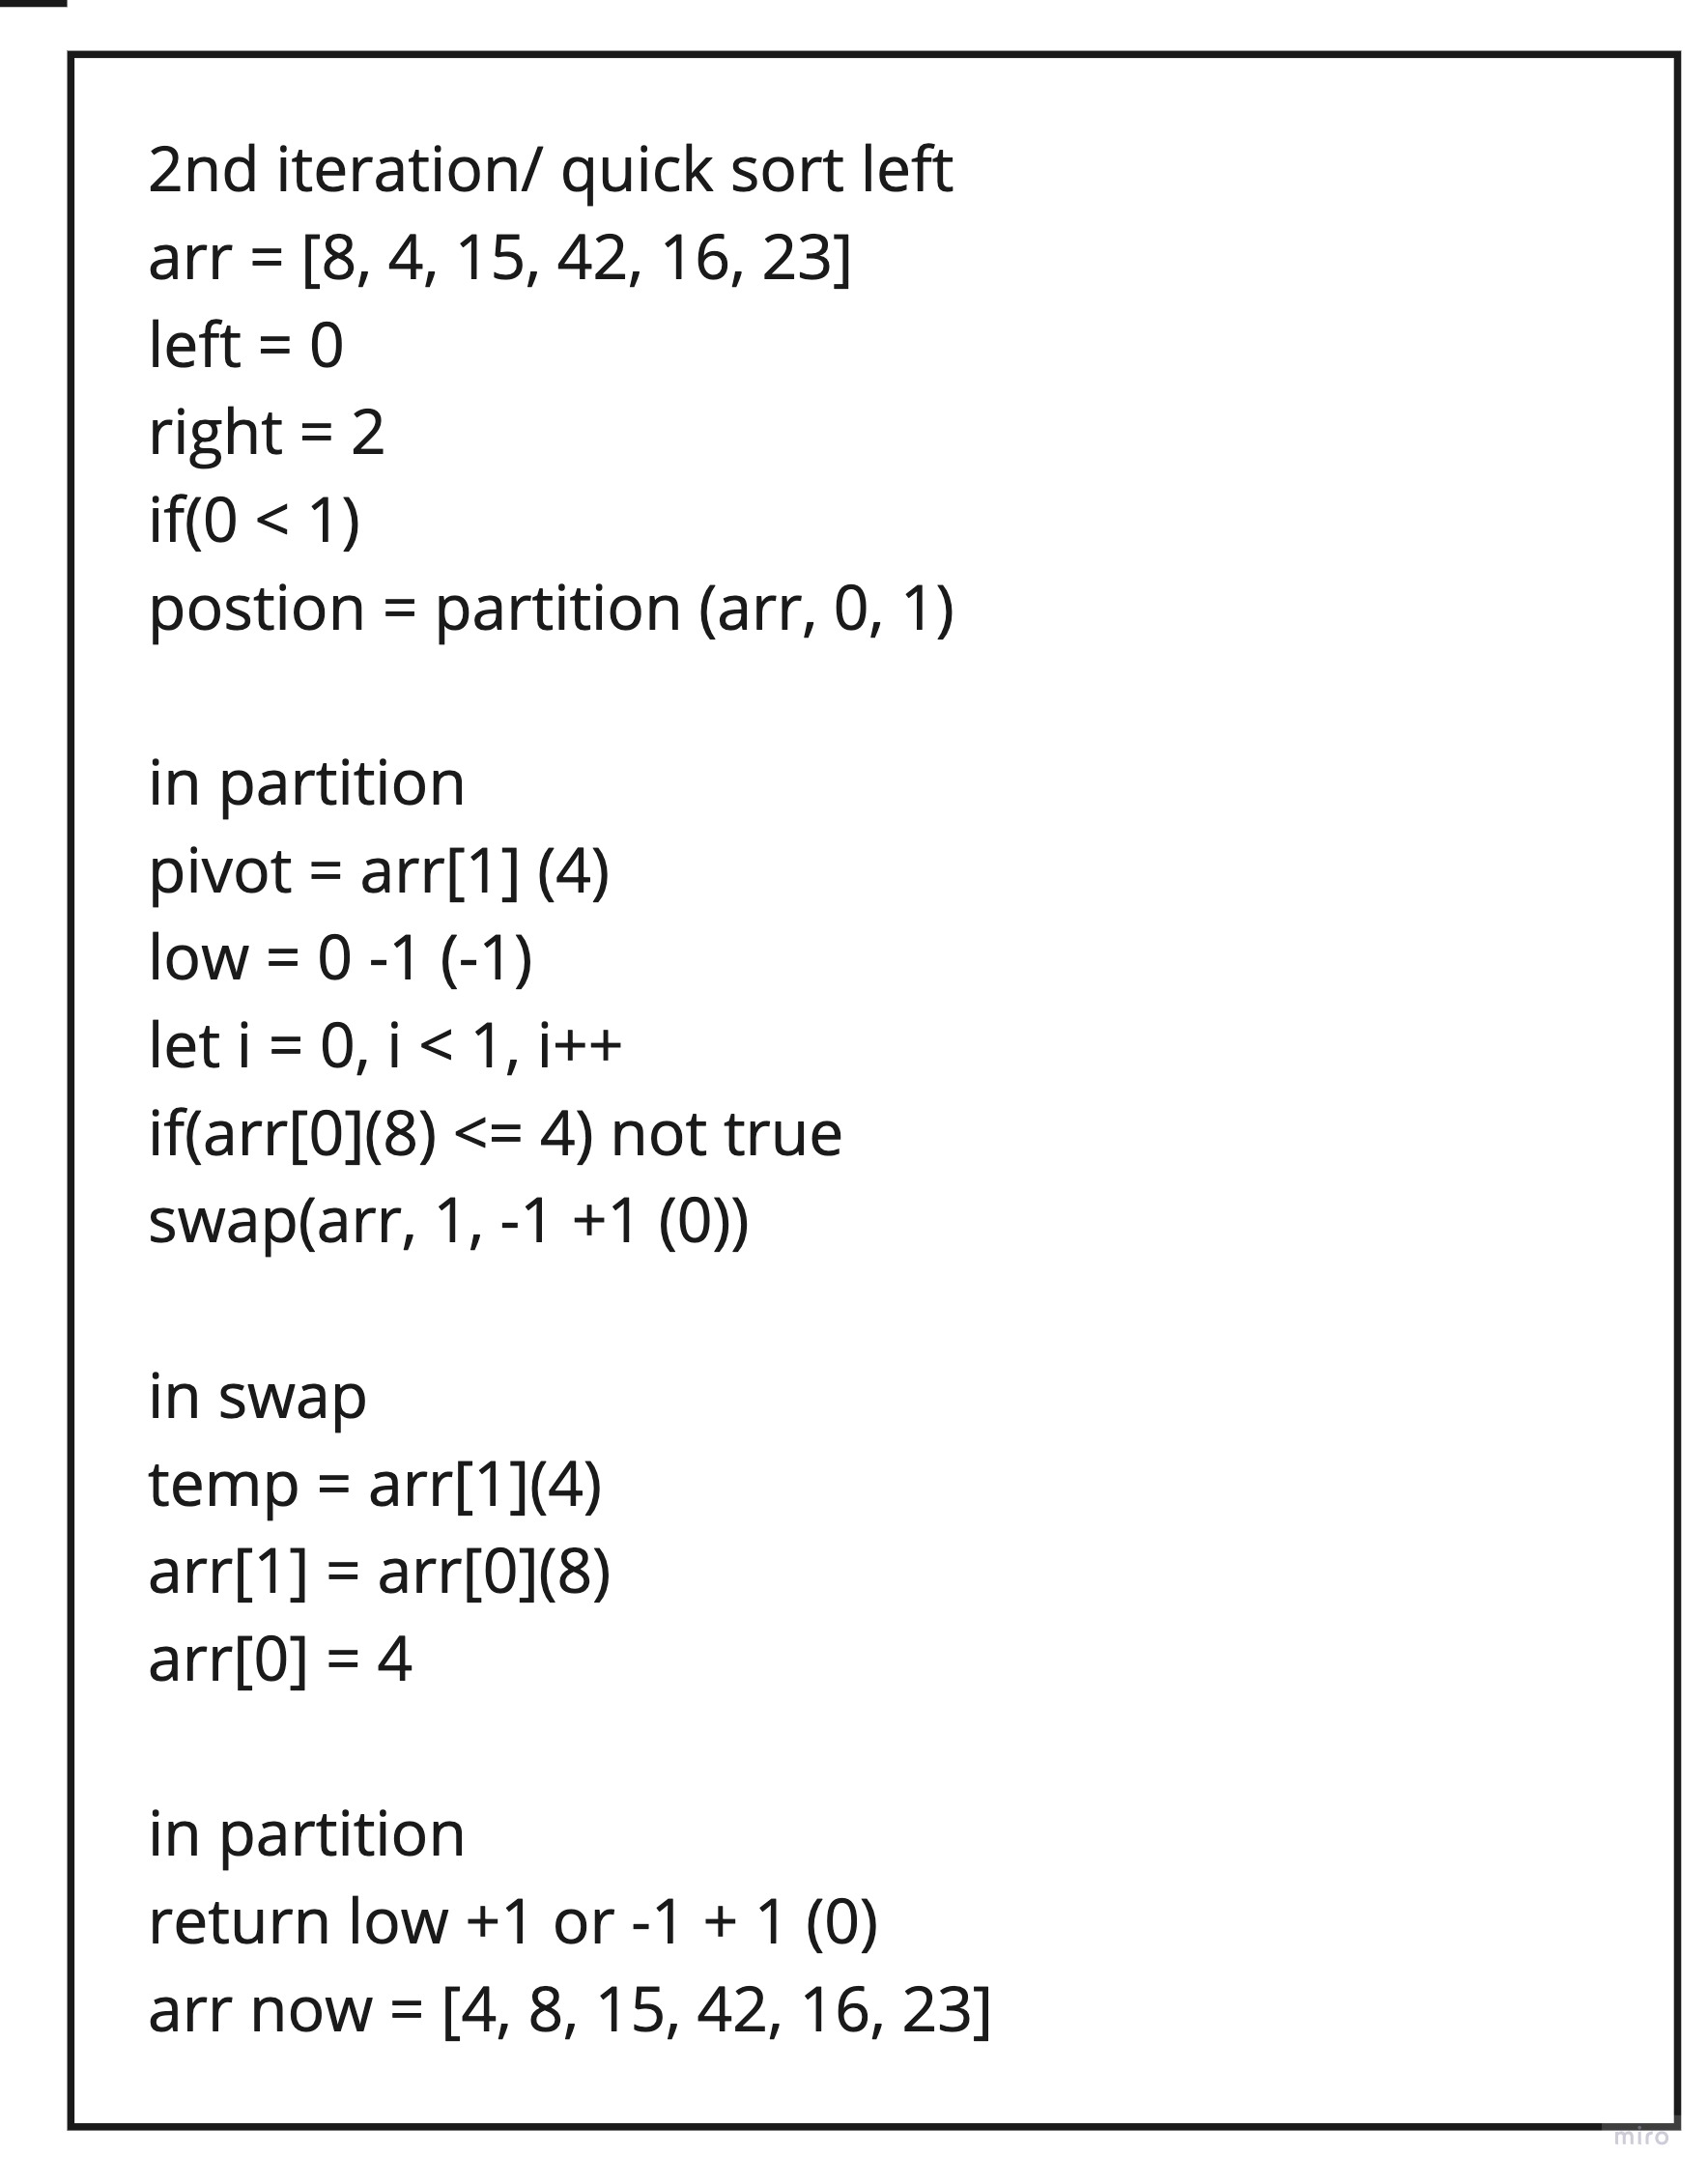 2nd iteration/ quick sort left
arr = [8, 4, 15, 42, 16, 23]
left = 0
right = 2
if(0 < 1)
postion = partition (arr, 0, 1)
in partition
pivot = arr[1] (4)
low = 0 -1 (-1)
let i = 0, i < 1, i++
if(arr[0](8) <= 4) not true
swap(arr, 1, -1 +1 (0))
in swap
temp = arr[1](4)
arr[1] = arr[0](8)
arr[0] = 4
in partition
return low +1 or -1 + 1 (0)
arr now = [4, 8, 15, 42, 16, 23]
miro